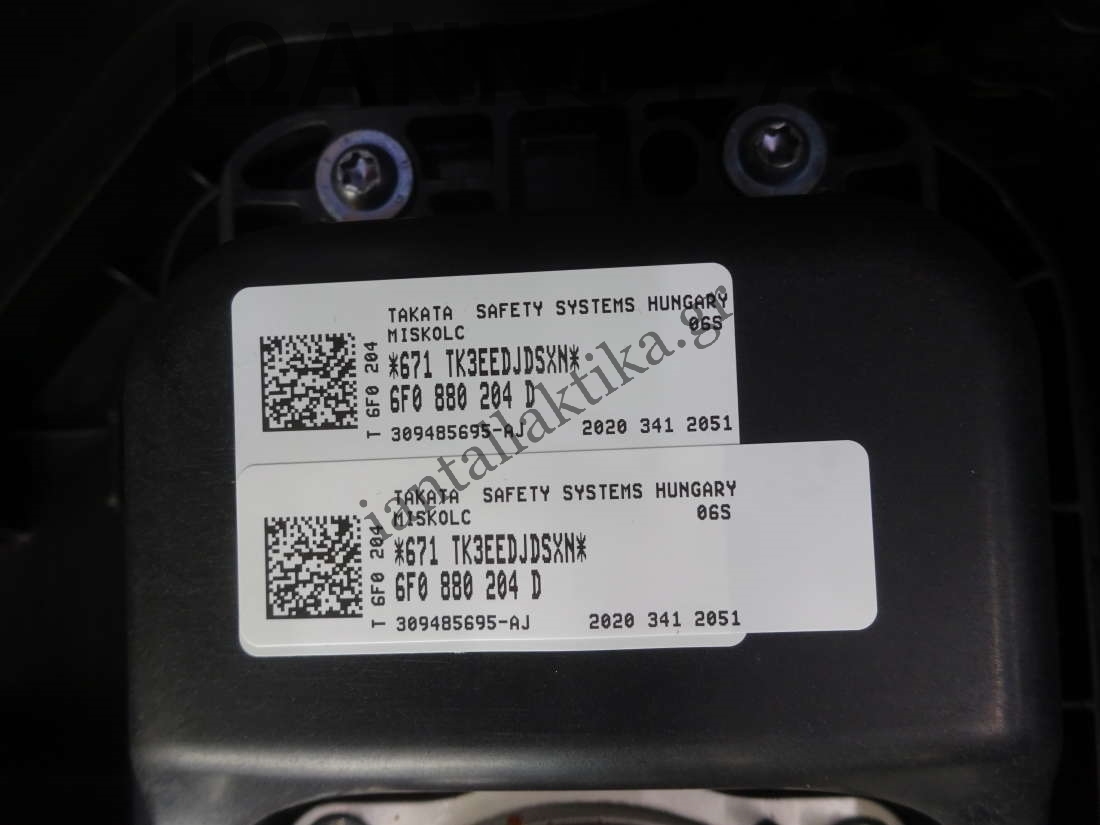 TAKATA SAFETY SYSTEMS HUNGARY
MISKOLC 06S
*671 TK3EEDJDSXN*
6F0 880 204 D
309485695-AJ 2020 341 2051
T 6F0 204
TAKATA SAFETY SYSTEMS HUNGARY
MISKOLC 06S
*671 TK3EEDJDSXN*
6F0 880 204 D
309485695-AJ 2020 341 2051
T 6F0 204
iantallaktika.gr